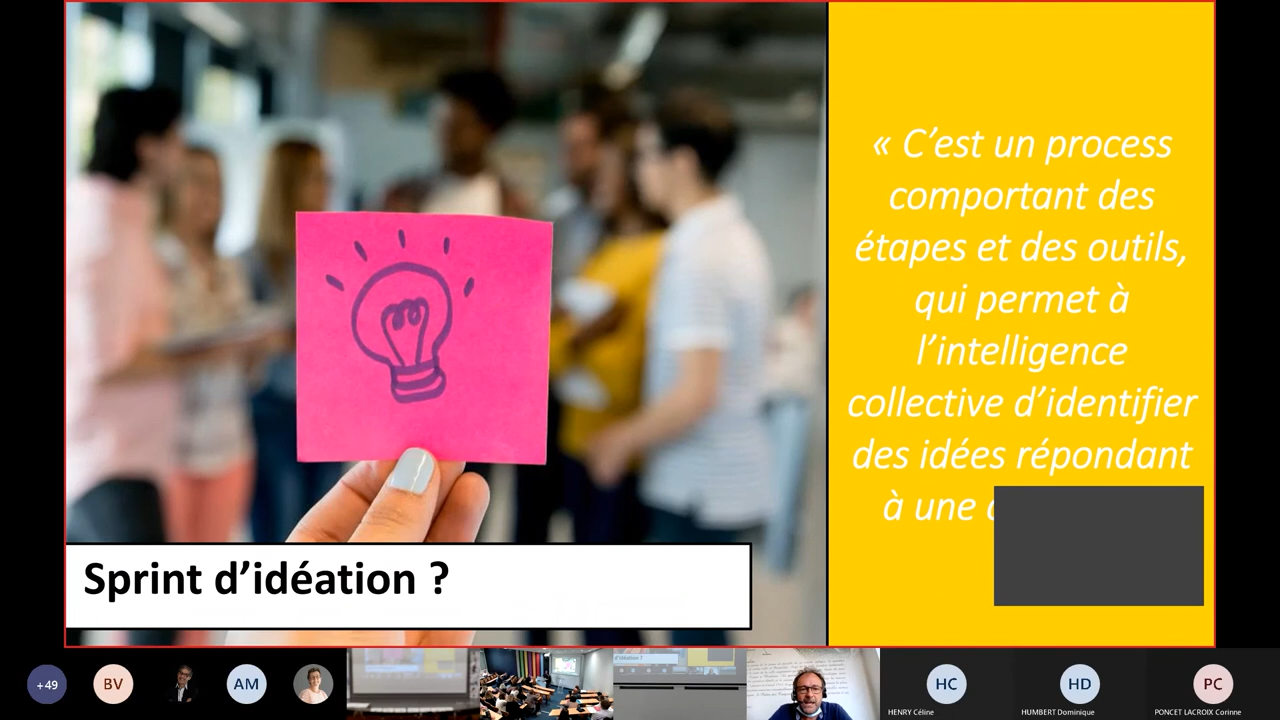 « C’est un process
comportant des
étapes et des outils,
qui permet à
l’intelligence
collective d’identifier
des idées répondant
à une
Sprint d’idéation ?
+49
BV
AM
d’idéation ?
HC
HENRY Céline
HD
HUMBERT Dominique
PC
PONCET LACROIX Corinne